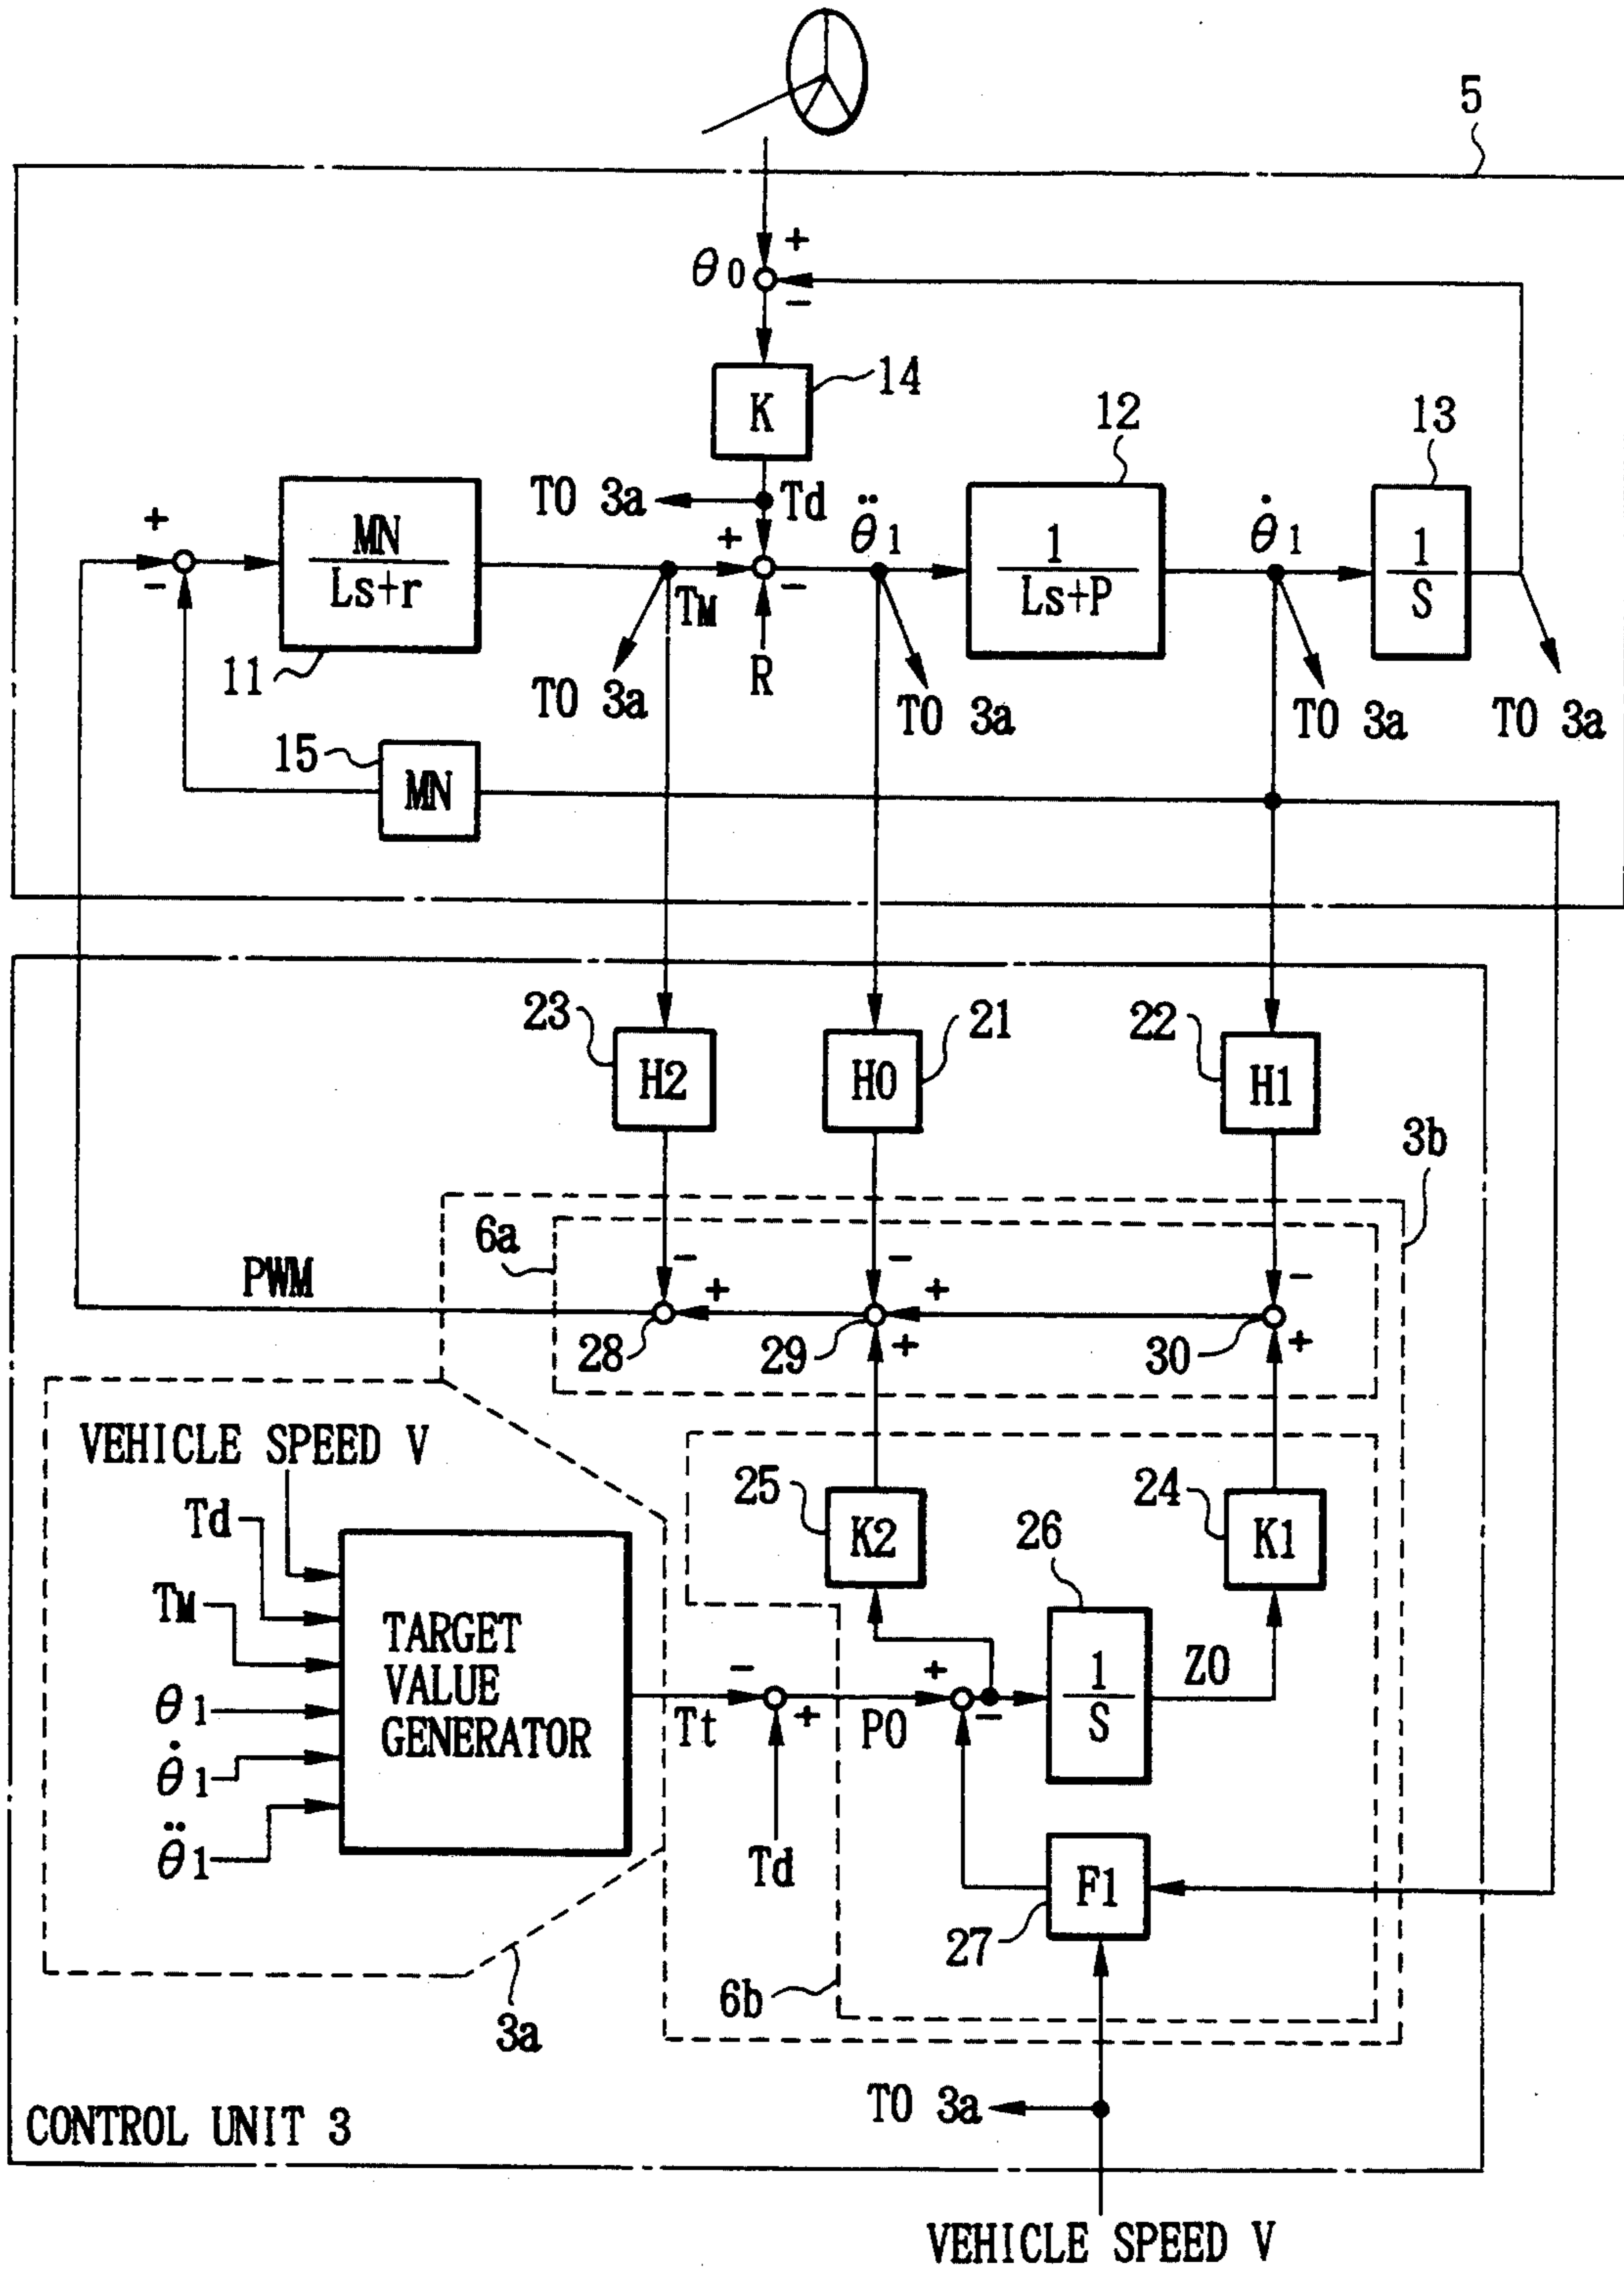 5
+
θ0
−
K
14
12
13
TO 3a
Td
+
−
MN
Ls+r
11
TM
TO 3a
+
−
R
θ̈1
TO 3a
1
Ls+P
θ̇1
TO 3a
1
S
TO 3a
15
MN
23
H2
21
H0
22
H1
3b
6a
−
−
−
PWM
+
+
28
29
+
30
+
VEHICLE SPEED V
Td
TM
θ1
θ̇1
θ̈1
TARGET
VALUE
GENERATOR
25
K2
26
24
K1
−
Tt
+
Td
P0
+
−
1
S
Z0
F1
27
6b
3a
TO 3a
CONTROL UNIT 3
VEHICLE SPEED V